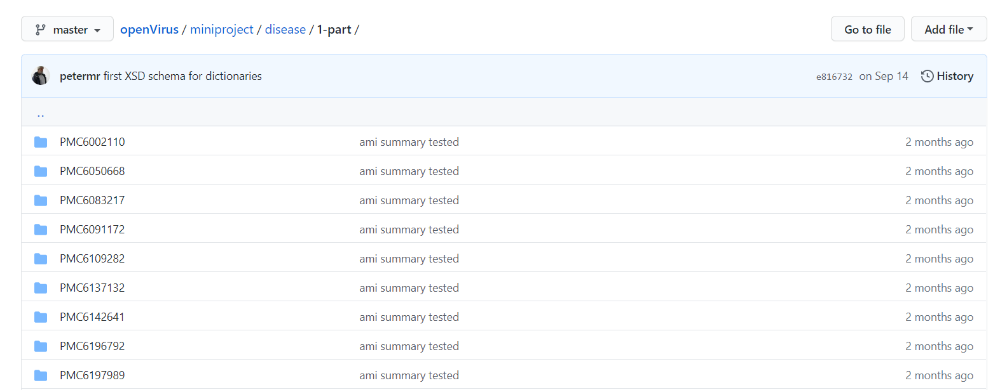 master openVirus / miniproject / disease / 1-part / Go to file Add file
petermr first XSD schema for dictionaries e816732 on Sep 14 History
..
PMC6002110 ami summary tested 2 months ago
PMC6050668 ami summary tested 2 months ago
PMC6083217 ami summary tested 2 months ago
PMC6091172 ami summary tested 2 months ago
PMC6109282 ami summary tested 2 months ago
PMC6137132 ami summary tested 2 months ago
PMC6142641 ami summary tested 2 months ago
PMC6196792 ami summary tested 2 months ago
PMC6197989 ami summary tested 2 months ago